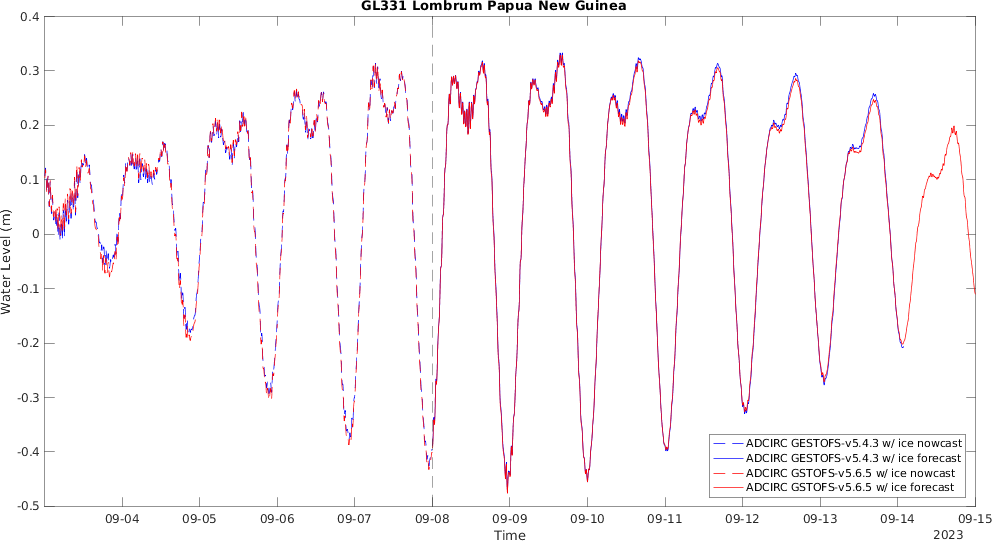 GL331 Lombrum Papua New Guinea
0.4
0.3
0.2
0.1
0
-0.1
-0.2
-0.3
-0.4
-0.5
Water Level (m)
09-04 09-05 09-06 09-07 09-08 09-09 09-10 09-11 09-12 09-13 09-14 09-15
Time
2023
ADCIRC GESTOFS-v5.4.3 w/ ice nowcast
ADCIRC GESTOFS-v5.4.3 w/ ice forecast
ADCIRC GSTOFS-v5.6.5 w/ ice nowcast
ADCIRC GSTOFS-v5.6.5 w/ ice forecast